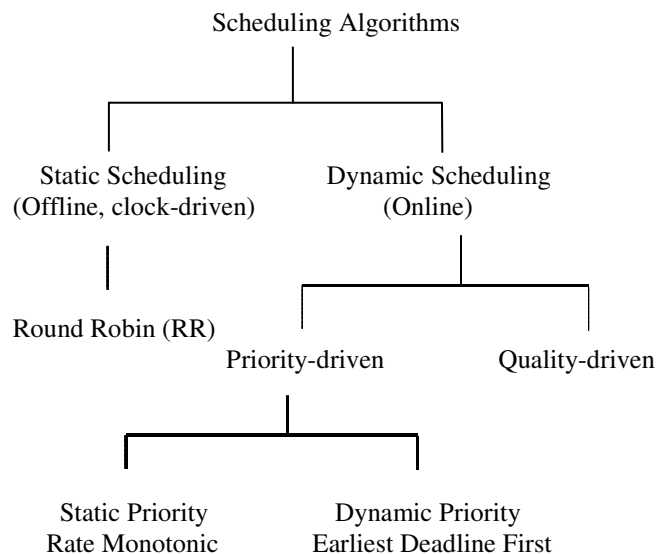 Scheduling Algorithms
Static Scheduling
(Offline, clock-driven)
Dynamic Scheduling
(Online)
Round Robin (RR)
Priority-driven
Quality-driven
Static Priority
Rate Monotonic
Dynamic Priority
Earliest Deadline First